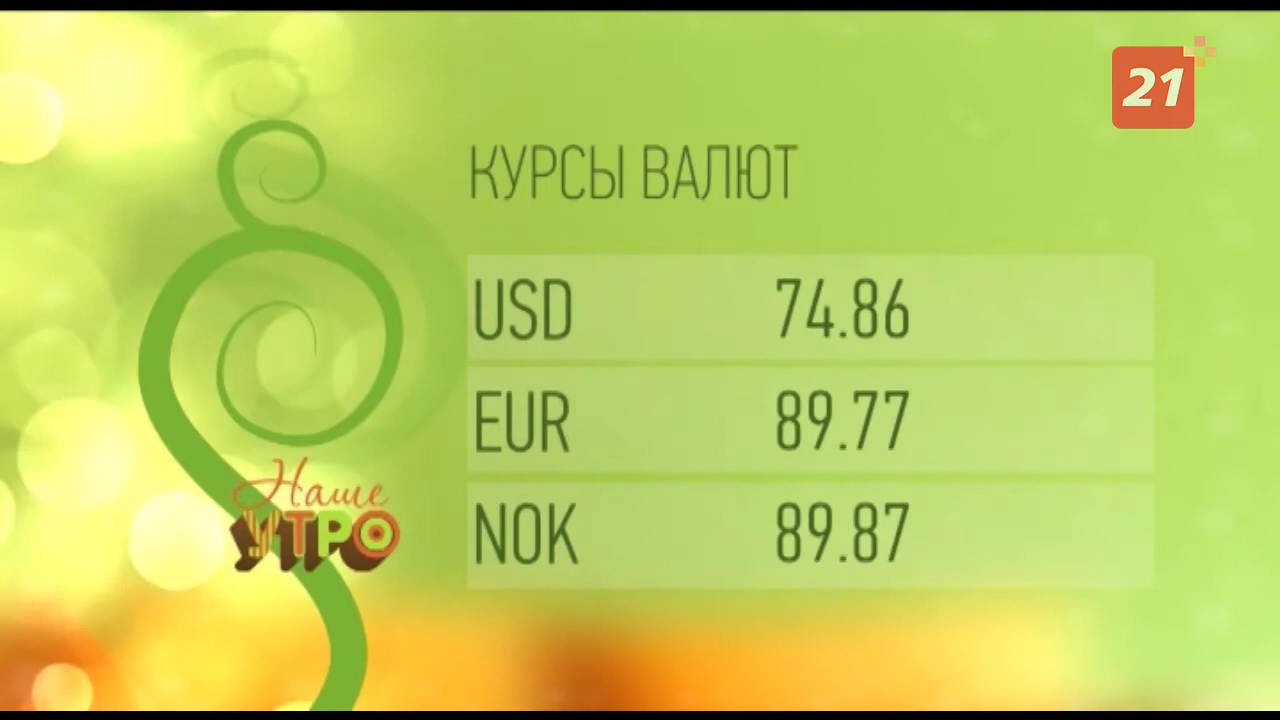 21
КУРСЫ ВАЛЮТ
USD 74.86
EUR 89.77
NOK 89.87
Наше
УТРО